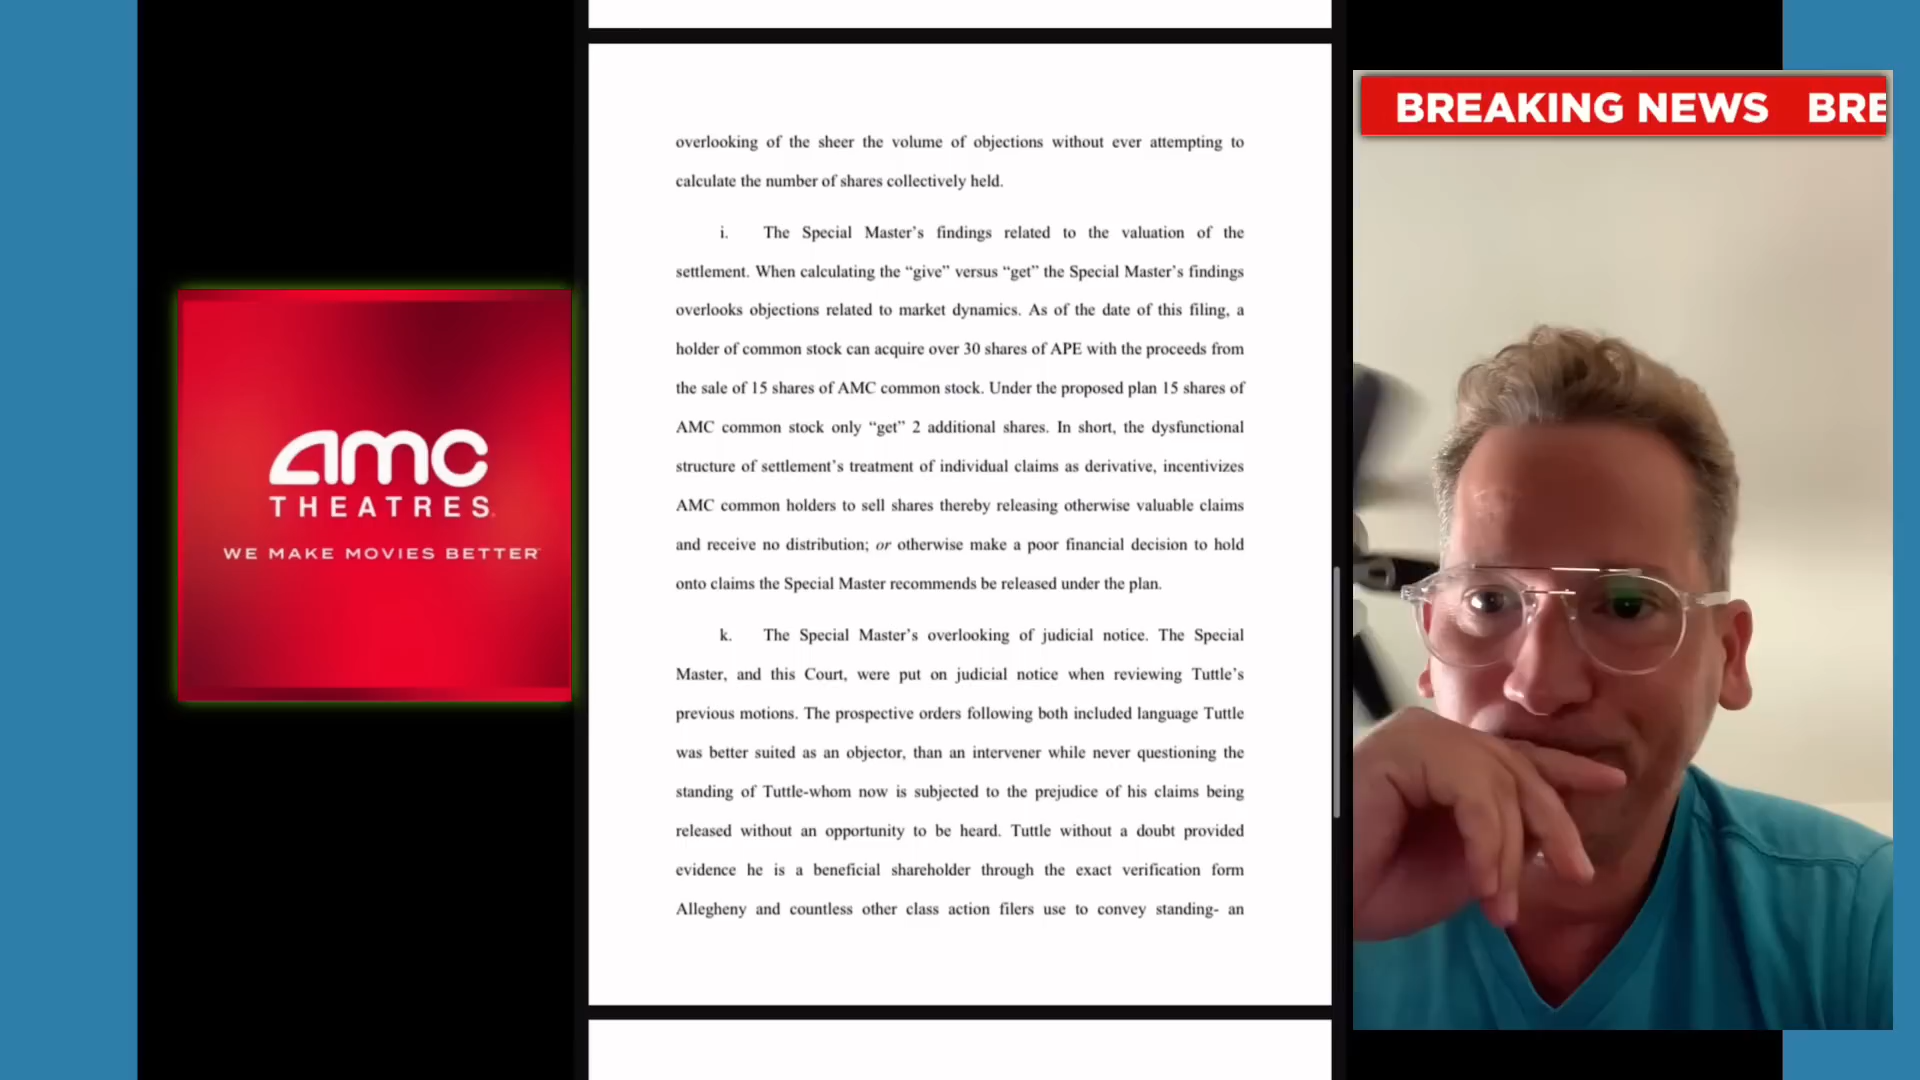 overlooking of the sheer the volume of objections without ever attempting to
calculate the number of shares collectively held.
i. The Special Master’s findings related to the valuation of the
settlement. When calculating the “give” versus “get” the Special Master’s findings
overlooks objections related to market dynamics. As of the date of this filing, a
holder of common stock can acquire over 30 shares of APE with the proceeds from
the sale of 15 shares of AMC common stock. Under the proposed plan 15 shares of
AMC common stock only “get” 2 additional shares. In short, the dysfunctional
structure of settlement’s treatment of individual claims as derivative, incentivizes
AMC common holders to sell shares thereby releasing otherwise valuable claims
and receive no distribution; or otherwise make a poor financial decision to hold
onto claims the Special Master recommends be released under the plan.
k. The Special Master’s overlooking of judicial notice. The Special
Master, and this Court, were put on judicial notice when reviewing Tuttle’s
previous motions. The prospective orders following both included language Tuttle
was better suited as an objector, than an intervener while never questioning the
standing of Tuttle-whom now is subjected to the prejudice of his claims being
released without an opportunity to be heard. Tuttle without a doubt provided
evidence he is a beneficial shareholder through the exact verification form
Allegheny and countless other class action filers use to convey standing- an
amc
THEATRES
WE MAKE MOVIES BETTER
BREAKING NEWS BRE